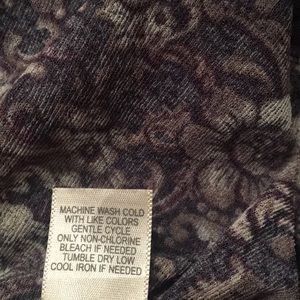 MACHINE WASH COLD
WITH LIKE COLORS
GENTLE CYCLE
ONLY NON-CHLORINE
BLEACH IF NEEDED
TUMBLE DRY LOW
COOL IRON IF NEEDED